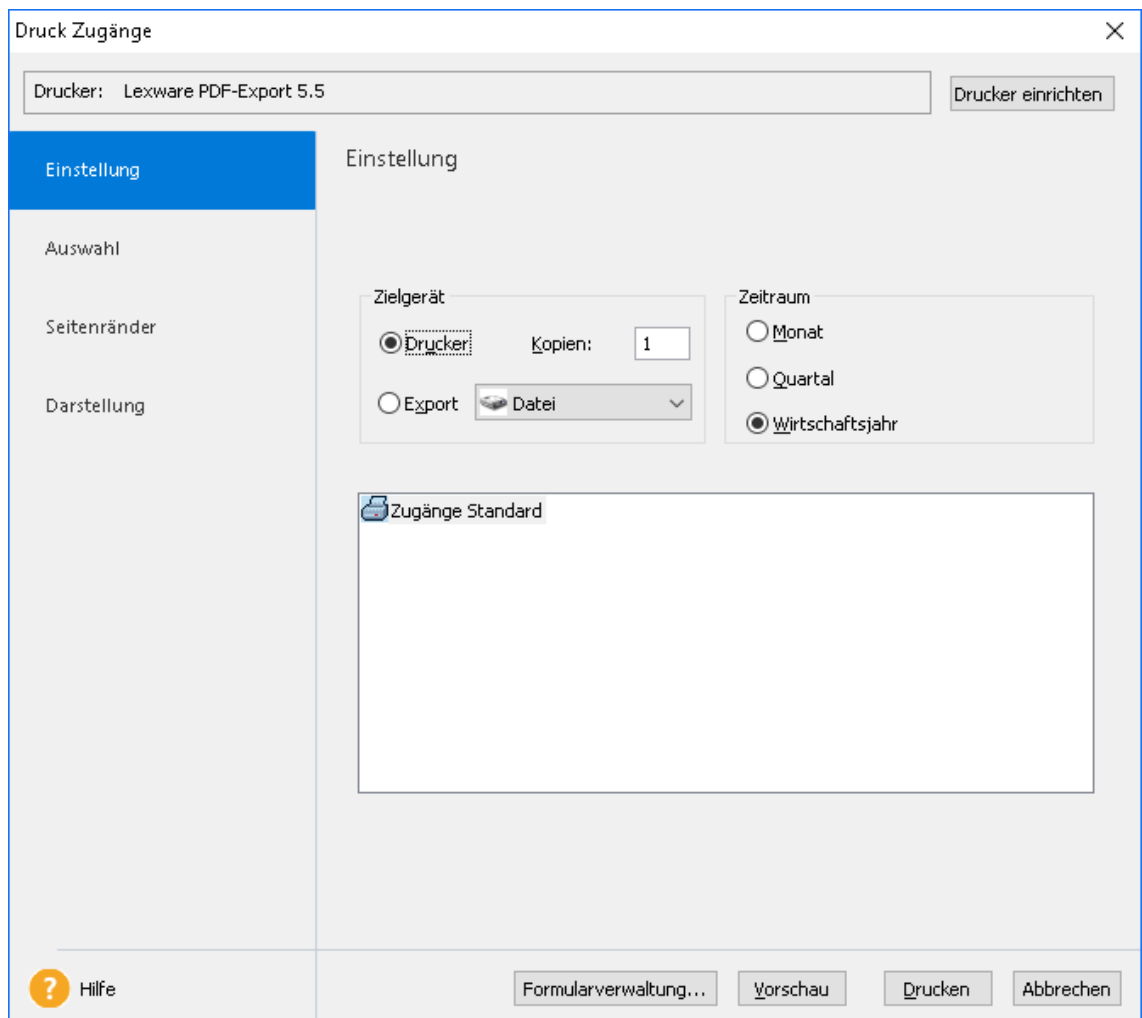 Druck Zugänge
Drucker: Lexware PDF-Export 5.5
Drucker einrichten
Einstellung
Auswahl
Seitenränder
Darstellung
Einstellung
Zielgerät
Drucker Kopien: 1
Export Datei
Zeitraum
Monat
Quartal
Wirtschaftsjahr
Zugänge Standard
? Hilfe
Formularverwaltung... Vorschau Drucken Abbrechen